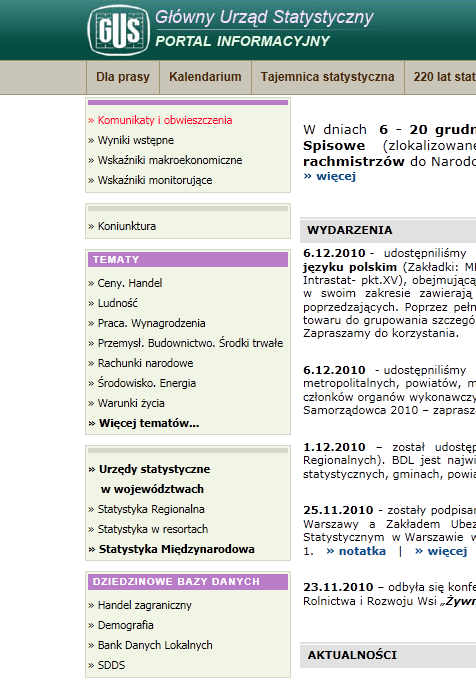 GUS
Główny Urząd Statystyczny
PORTAL INFORMACYJNY
Dla prasy
Kalendarium
Tajemnica statystyczna
220 lat stat
» Komunikaty i obwieszczenia
» Wyniki wstępne
» Wskaźniki makroekonomiczne
» Wskaźniki monitorujące
» Koniunktura
TEMATY
» Ceny. Handel
» Ludność
» Praca. Wynagrodzenia
» Przemysł. Budownictwo. Środki trwałe
» Rachunki narodowe
» Środowisko. Energia
» Warunki życia
» Więcej tematów...
» Urzędy statystyczne
w województwach
» Statystyka Regionalna
» Statystyka w resortach
» Statystyka Międzynarodowa
DZIEDZINOWE BAZY DANYCH
» Handel zagraniczny
» Demografia
» Bank Danych Lokalnych
» SDDS
W dniach 6 - 20 grudn
Spisowe (zlokalizowane
rachmistrzów do Narodo
» więcej
WYDARZENIA
6.12.2010 - udostępniliśmy
języku polskim (Zakładki: M
Intrastat- pkt.XV), obejmującą
w swoim zakresie zawierają
poprzedzających. Poprzez pełn
towaru do grupowania szczegó
Zapraszamy do korzystania.
6.12.2010 - udostępniliśmy
metropolitalnych, powiatów, m
członków organów wykonawczy
Samorządowca 2010 – zaprasza
1.12.2010 – został udostęp
Regionalnych). BDL jest najwi
statystycznych, gminach, powia
25.11.2010 - zostały podpisan
Warszawy a Zakładem Ubez
Statystycznym w Warszawie w
1. » notatka | » więcej
23.11.2010 – odbyła się konfe
Rolnictwa i Rozwoju Wsi „Żywn
AKTUALNOŚCI